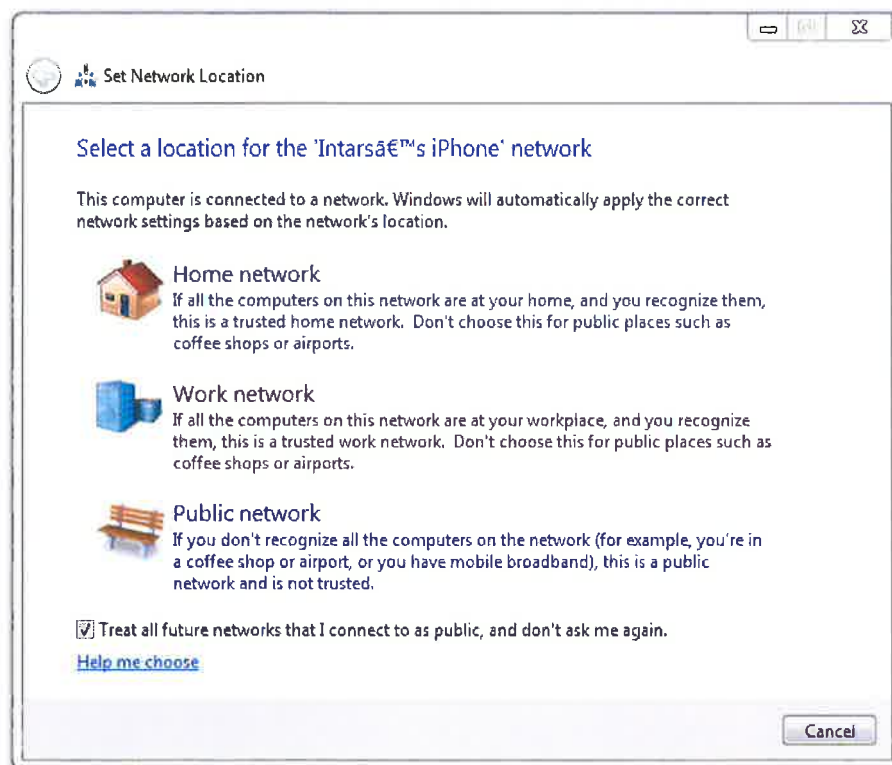 Set Network Location
Select a location for the 'Intarsā€™s iPhone' network
This computer is connected to a network. Windows will automatically apply the correct
network settings based on the network's location.
Home network
If all the computers on this network are at your home, and you recognize them,
this is a trusted home network. Don't choose this for public places such as
coffee shops or airports.
Work network
If all the computers on this network are at your workplace, and you recognize
them, this is a trusted work network. Don't choose this for public places such as
coffee shops or airports.
Public network
If you don't recognize all the computers on the network (for example, you're in
a coffee shop or airport, or you have mobile broadband), this is a public
network and is not trusted.
Treat all future networks that I connect to as public, and don't ask me again.
Help me choose
Cancel